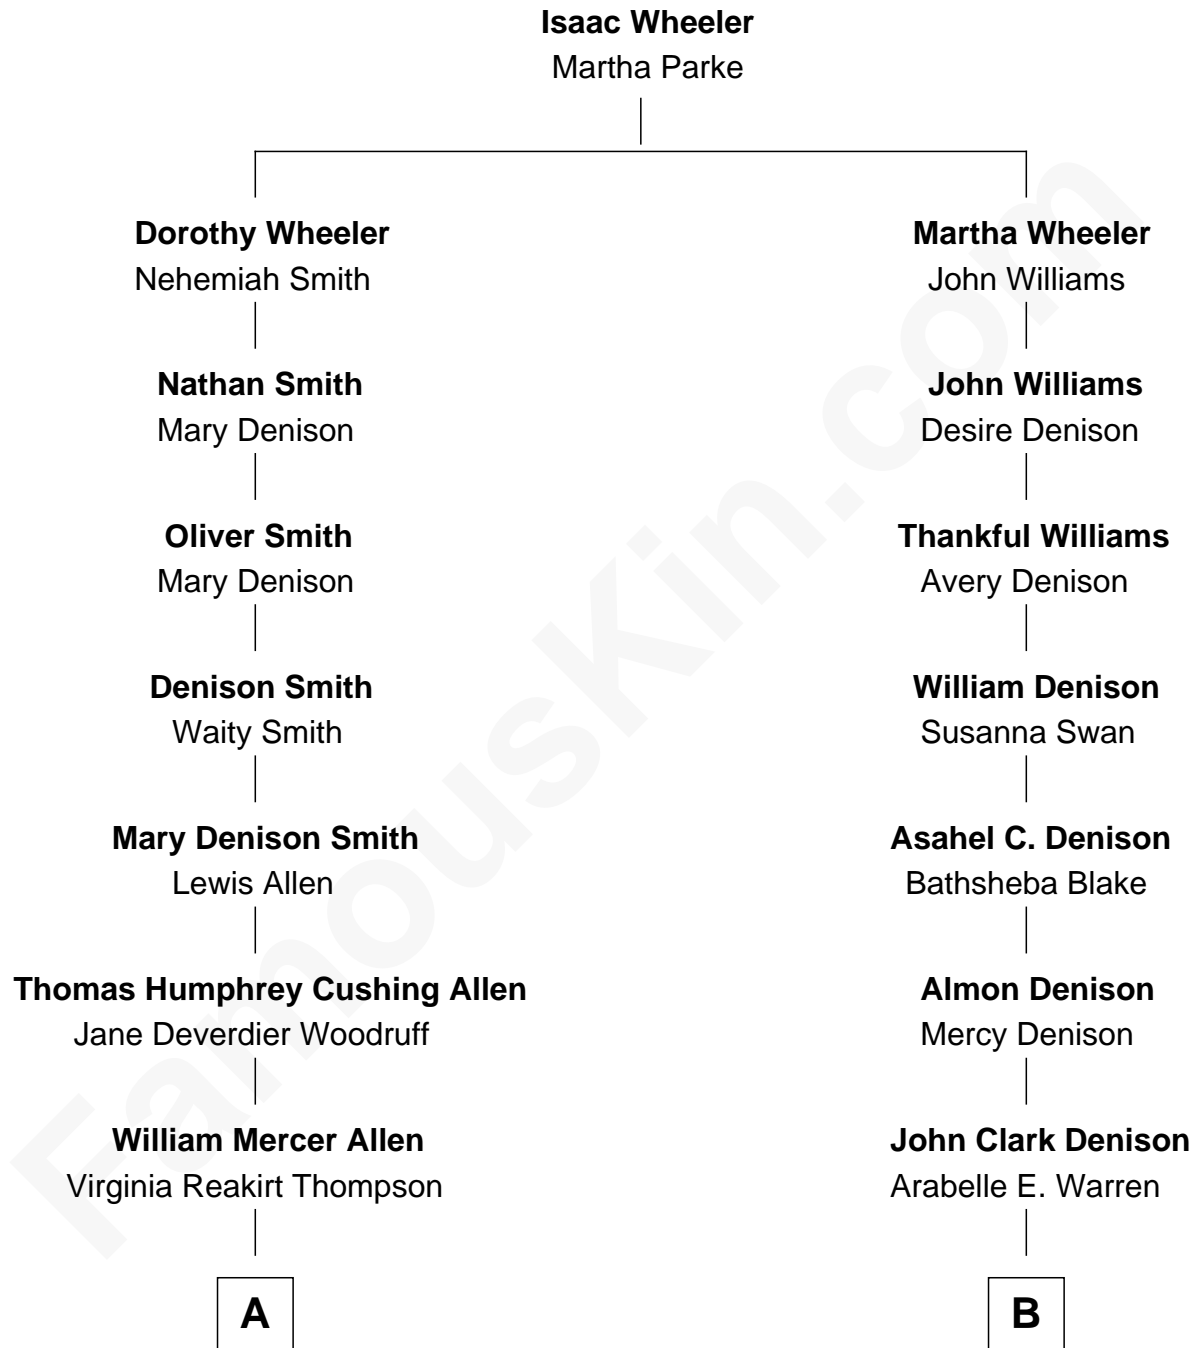 Isaac Wheeler
Martha Parke
Dorothy Wheeler
Nehemiah Smith
Martha Wheeler
John Williams
Nathan Smith
Mary Denison
John Williams
Desire Denison
Oliver Smith
Mary Denison
Thankful Williams
Avery Denison
Denison Smith
Waity Smith
William Denison
Susanna Swan
Mary Denison Smith
Lewis Allen
Asahel C. Denison
Bathsheba Blake
Thomas Humphrey Cushing Allen
Jane Deverdier Woodruff
Almon Denison
Mercy Denison
William Mercer Allen
Virginia Reakirt Thompson
John Clark Denison
Arabelle E. Warren
A
B
FamousKin.com